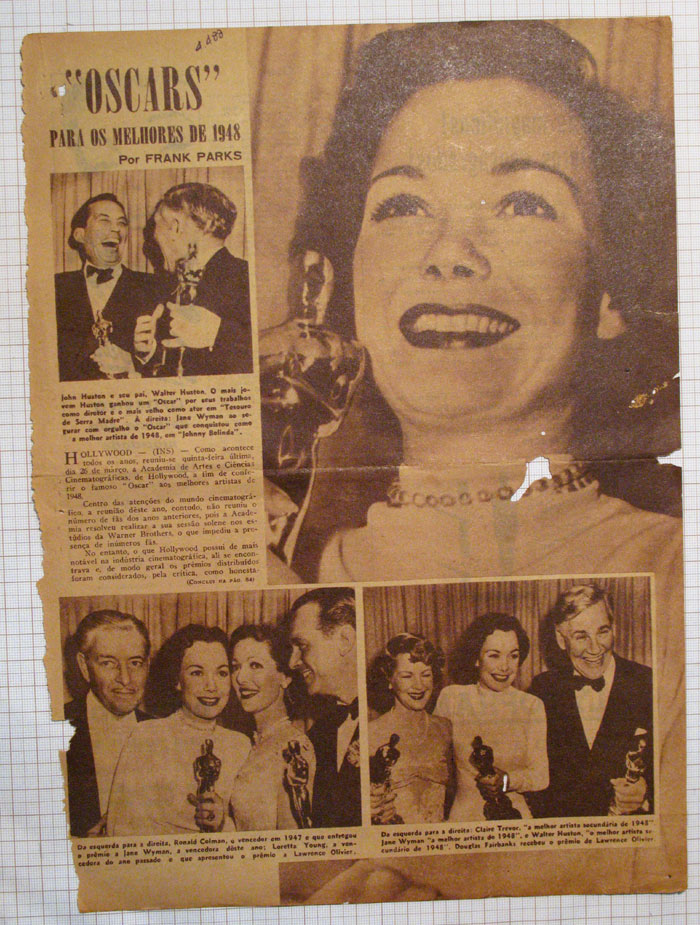 "OSCARS"
PARA OS MELHORES DE 1948
Por FRANK PARKS
John Huston e seu pai, Walter Huston. O mais jo-
vem Huston ganhou um "Oscar" por seus trabalhos
como diretor e o mais velho como ator em "Tesouro
de Serra Madre". À direita: Jane Wyman ao se-
gurar com orgulho o "Oscar" que conquistou como
a melhor artista de 1948, em "Johnny Belinda".
HOLLYWOOD — (INS) — Como acontece
todos os anos, reuniu-se quinta-feira última,
dia 26 de março, a Academia de Artes e Ciências
Cinematográficas, de Hollywood, a fim de confe-
rir o famoso "Oscar" aos melhores artistas de
1948.
Centro das atenções do mundo cinematográ-
fico, a reunião dêste ano, contudo, não reuniu o
número de fãs dos anos anteriores, pois a Acade-
mia resolveu realizar a sua sessão solene nos es-
túdios da Warner Brothers, o que impediu a pre-
sença de inúmeros fãs.
No entanto, o que Hollywood possui de mais
notável na indústria cinematográfica, ali se encon-
trava e, de modo geral os prêmios distribuídos
foram considerados, pela crítica, como honesta-
(CONCLUE NA PÁG. 64)
Da esquerda para a direita, Ronald Colman, o vencedor em 1947 e que entregou
o prêmio a Jane Wyman, a vencedora dêste ano; Loretta Young, a ven-
cedora do ano passado e que apresentou o prêmio a Lawrence Olivier.
Da esquerda para a direita: Claire Trevor, "a melhor artista secundária de 1948"
Jane Wyman "a melhor artista de 1948", e Walter Huston, "o melhor artista se-
cundário de 1948". Douglas Fairbanks recebeu o prêmio de Lawrence Olivier